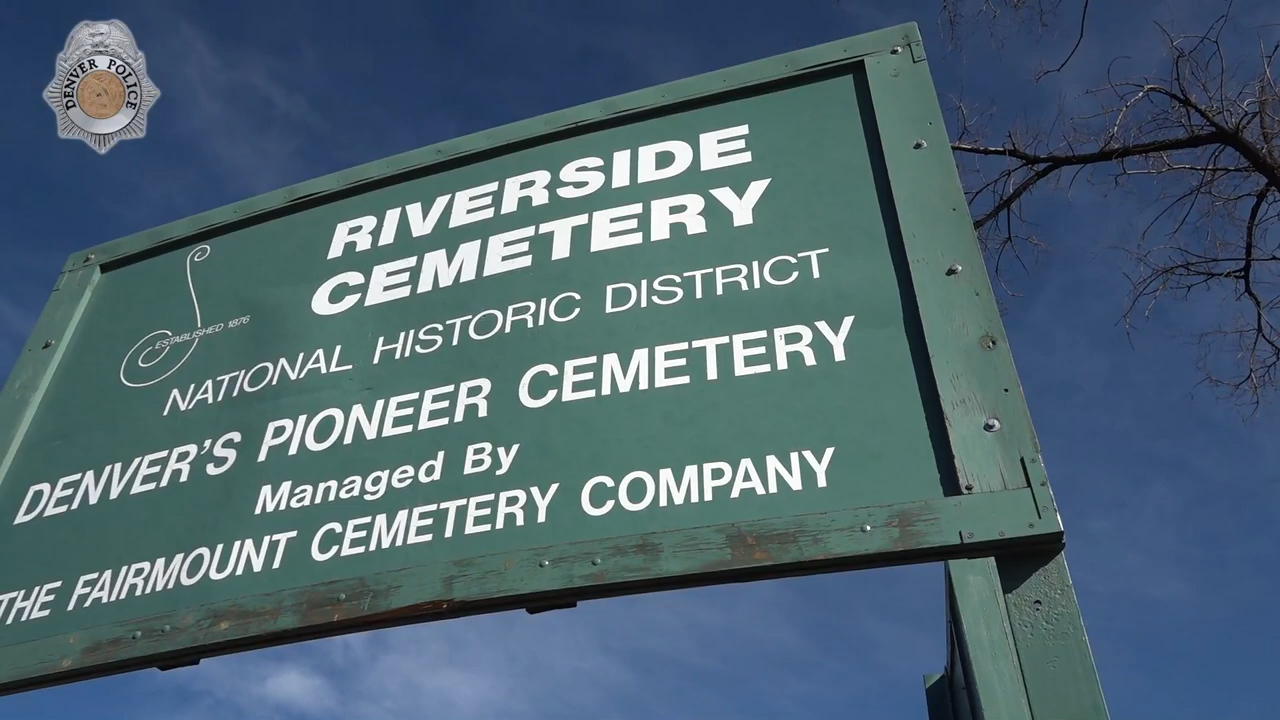 DENVER POLICE
RIVERSIDE
CEMETERY
ESTABLISHED 1876
NATIONAL HISTORIC DISTRICT
DENVER'S PIONEER CEMETERY
Managed By
THE FAIRMOUNT CEMETERY COMPANY